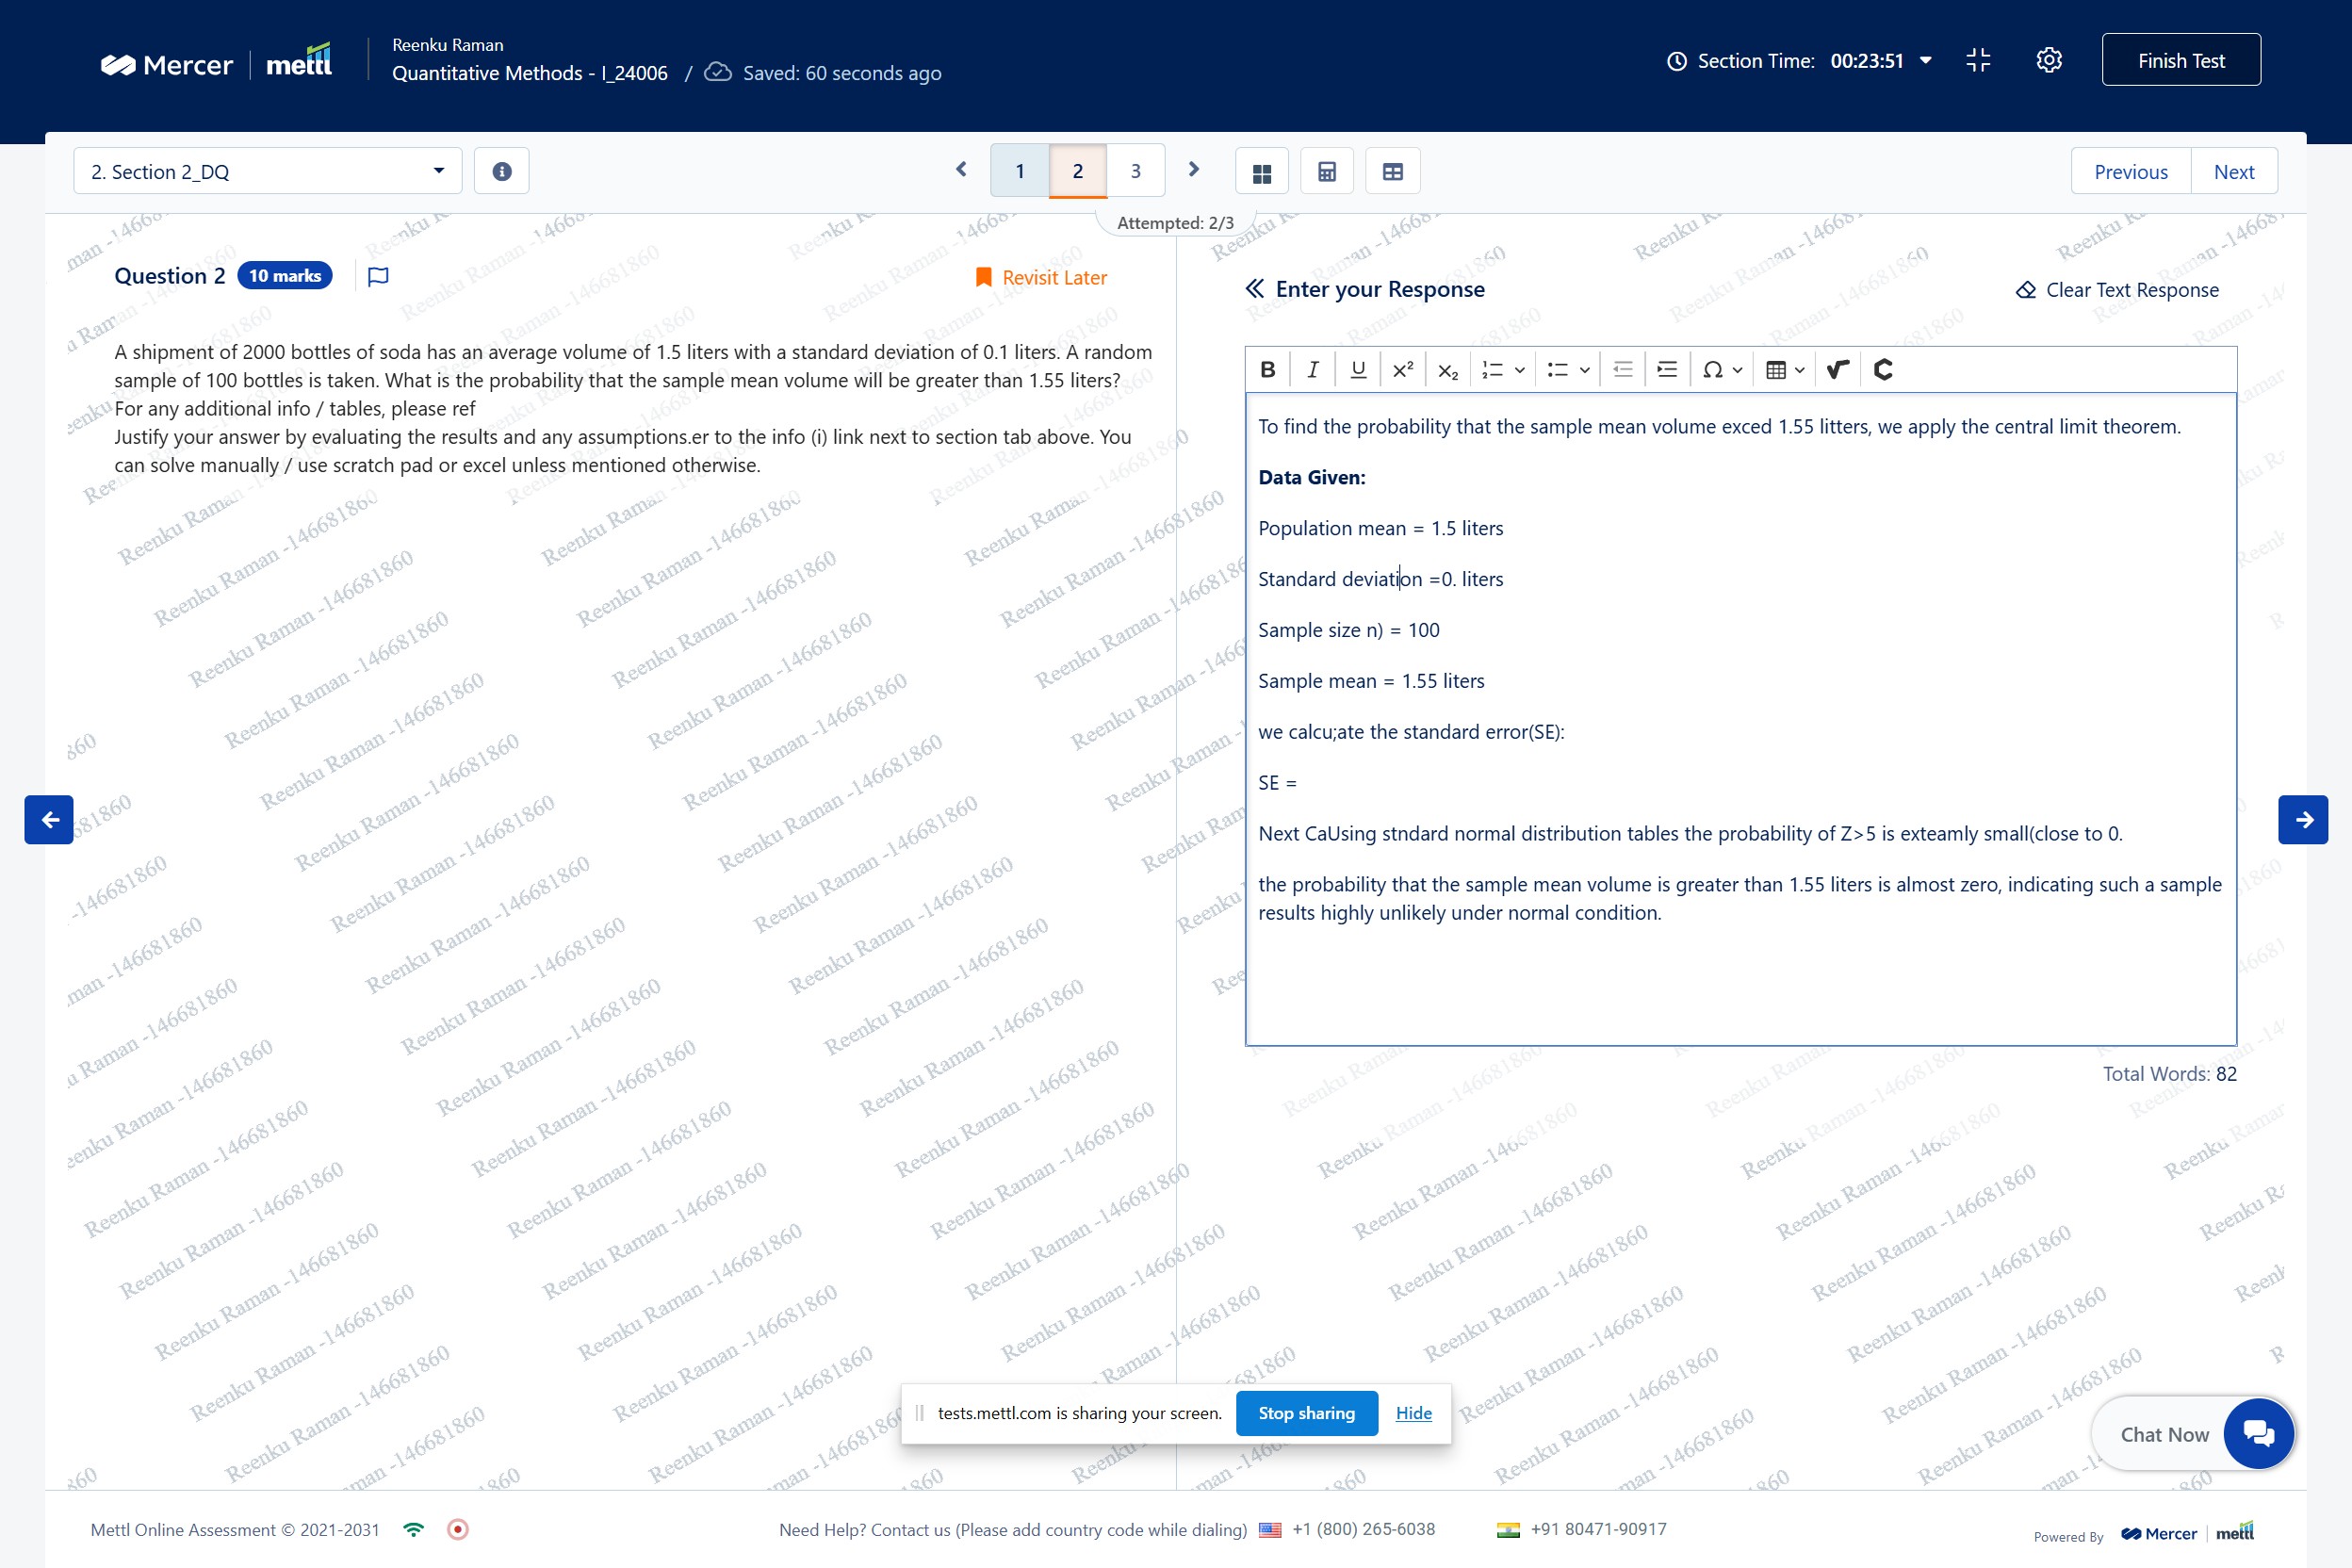 Mercer | mettl
Reenku Raman
Quantitative Methods - I_24006 / Saved: 60 seconds ago
Section Time: 00:23:51
Finish Test
2. Section 2_DQ
1 2 3
Previous Next
Attempted: 2/3
Question 2 10 marks
Revisit Later
A shipment of 2000 bottles of soda has an average volume of 1.5 liters with a standard deviation of 0.1 liters. A random
sample of 100 bottles is taken. What is the probability that the sample mean volume will be greater than 1.55 liters?
For any additional info / tables, please ref
Justify your answer by evaluating the results and any assumptions.er to the info (i) link next to section tab above. You
can solve manually / use scratch pad or excel unless mentioned otherwise.
Enter your Response
Clear Text Response
B I U x² x₂
To find the probability that the sample mean volume exced 1.55 litters, we apply the central limit theorem.
Data Given:
Population mean = 1.5 liters
Standard deviation =0. liters
Sample size n) = 100
Sample mean = 1.55 liters
we calcu;ate the standard error(SE):
SE =
Next CaUsing stndard normal distribution tables the probability of Z>5 is exteamly small(close to 0.
the probability that the sample mean volume is greater than 1.55 liters is almost zero, indicating such a sample
results highly unlikely under normal condition.
Total Words: 82
Reenku Raman -146681860
tests.mettl.com is sharing your screen.
Stop sharing
Hide
Chat Now
Mettl Online Assessment © 2021-2031
Need Help? Contact us (Please add country code while dialing) +1 (800) 265-6038 +91 80471-90917
Powered By Mercer | mettl